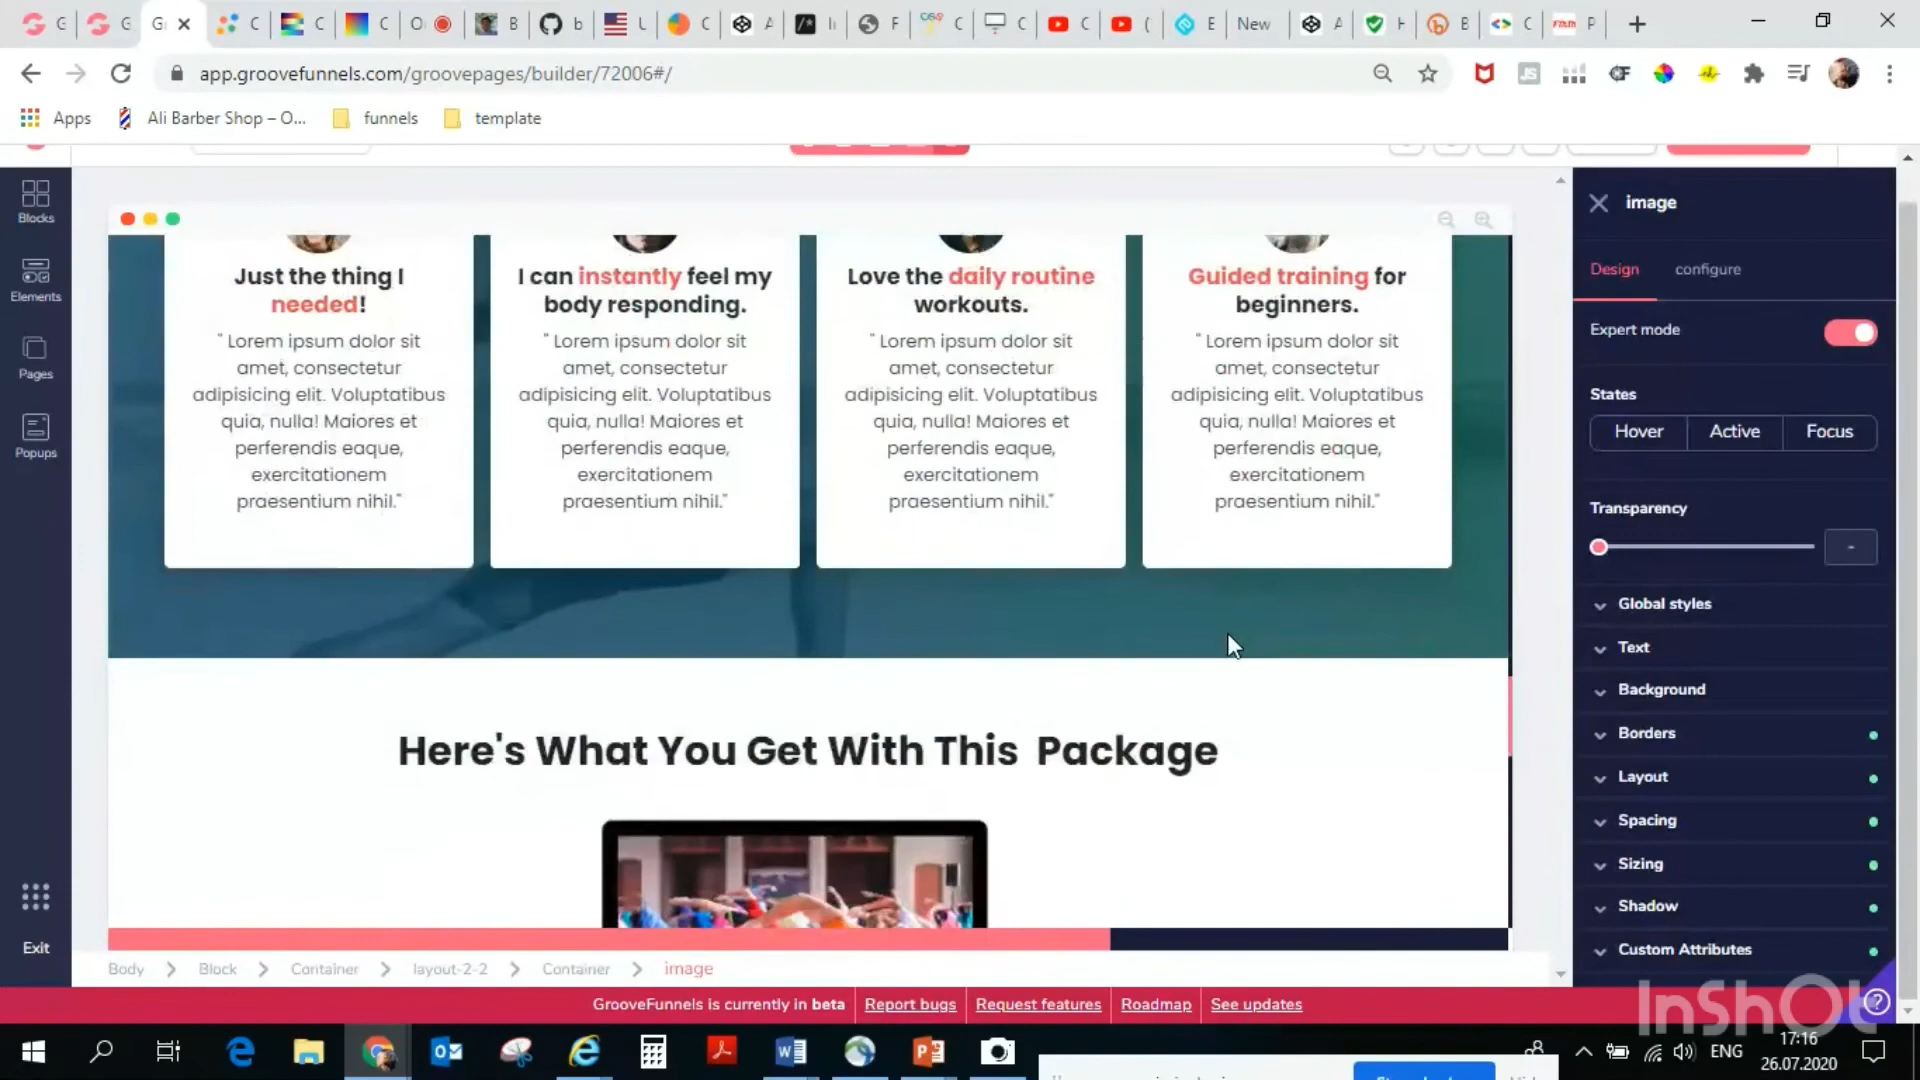 G
G
G
C
C
C
O
B
b
U
C
A
I
F
C
C
C
(
E
New
A
H
B
C
P
app.groovefunnels.com/groovepages/builder/72006#/
Apps
Ali Barber Shop – O...
funnels
template
Blocks
Elements
Pages
Popups
Exit
Just the thing I
needed!
" Lorem ipsum dolor sit
amet, consectetur
adipisicing elit. Voluptatibus
quia, nulla! Maiores et
perferendis eaque,
exercitationem
praesentium nihil."
I can instantly feel my
body responding.
" Lorem ipsum dolor sit
amet, consectetur
adipisicing elit. Voluptatibus
quia, nulla! Maiores et
perferendis eaque,
exercitationem
praesentium nihil."
Love the daily routine
workouts.
" Lorem ipsum dolor sit
amet, consectetur
adipisicing elit. Voluptatibus
quia, nulla! Maiores et
perferendis eaque,
exercitationem
praesentium nihil."
Guided training for
beginners.
" Lorem ipsum dolor sit
amet, consectetur
adipisicing elit. Voluptatibus
quia, nulla! Maiores et
perferendis eaque,
exercitationem
praesentium nihil."
Here's What You Get With This Package
image
Design configure
Expert mode
States
Hover Active Focus
Transparency
-
Global styles
Text
Background
Borders
Layout
Spacing
Sizing
Shadow
Custom Attributes
Body Block Container layout-2-2 Container image
GrooveFunnels is currently in beta Report bugs Request features Roadmap See updates
InShOt
ENG
17:16
26.07.2020